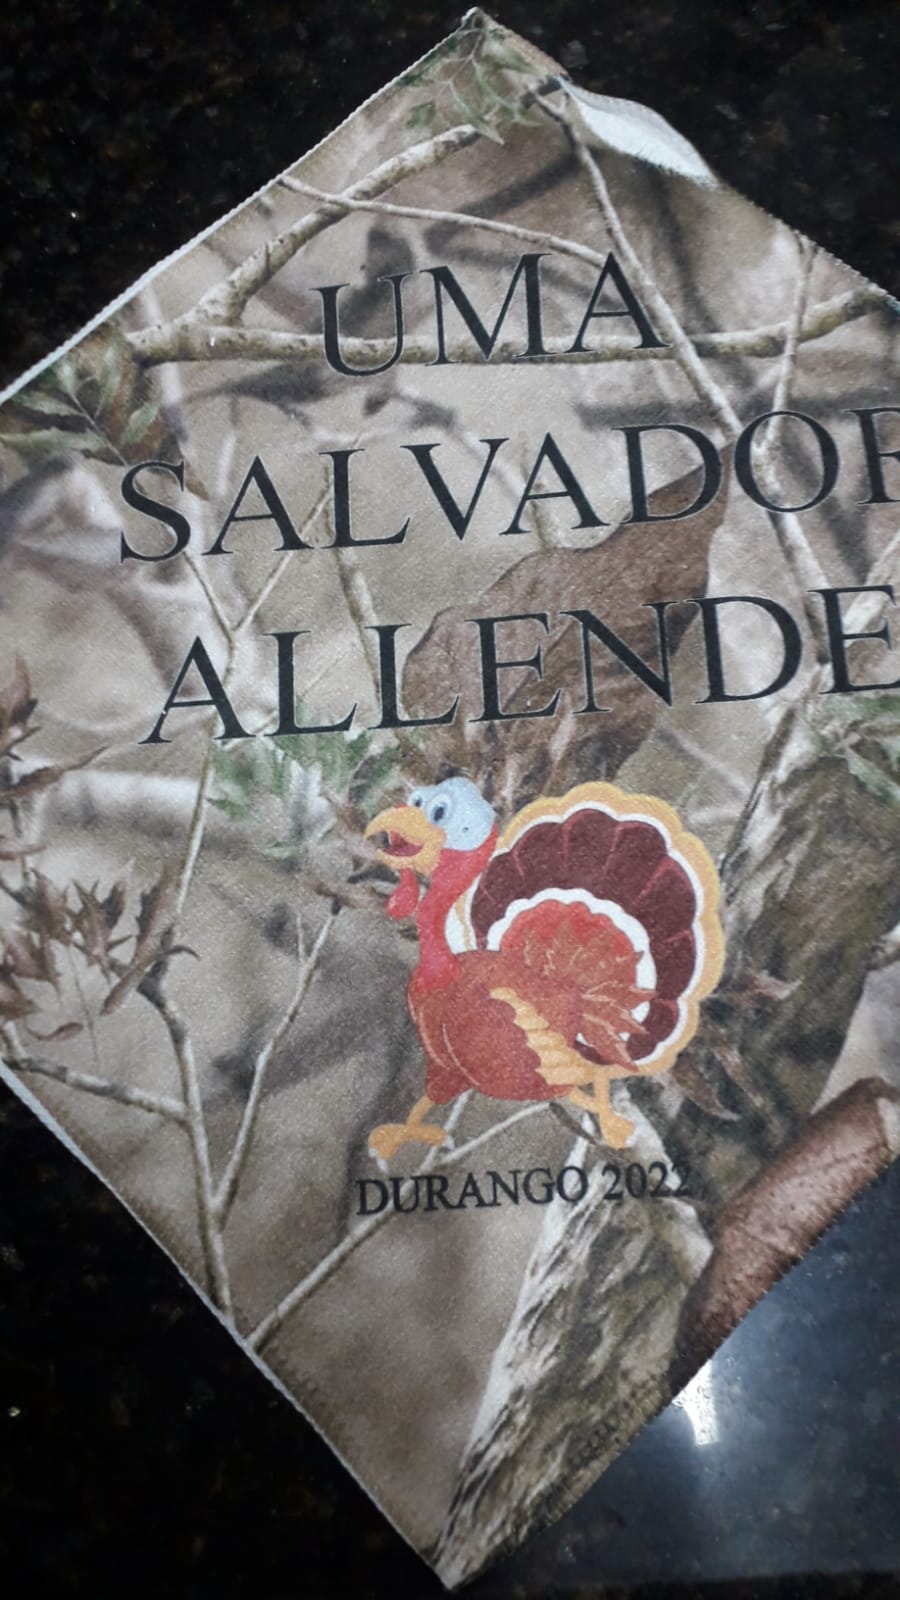 UMA
SALVADOR
ALLENDE
DURANGO 2022